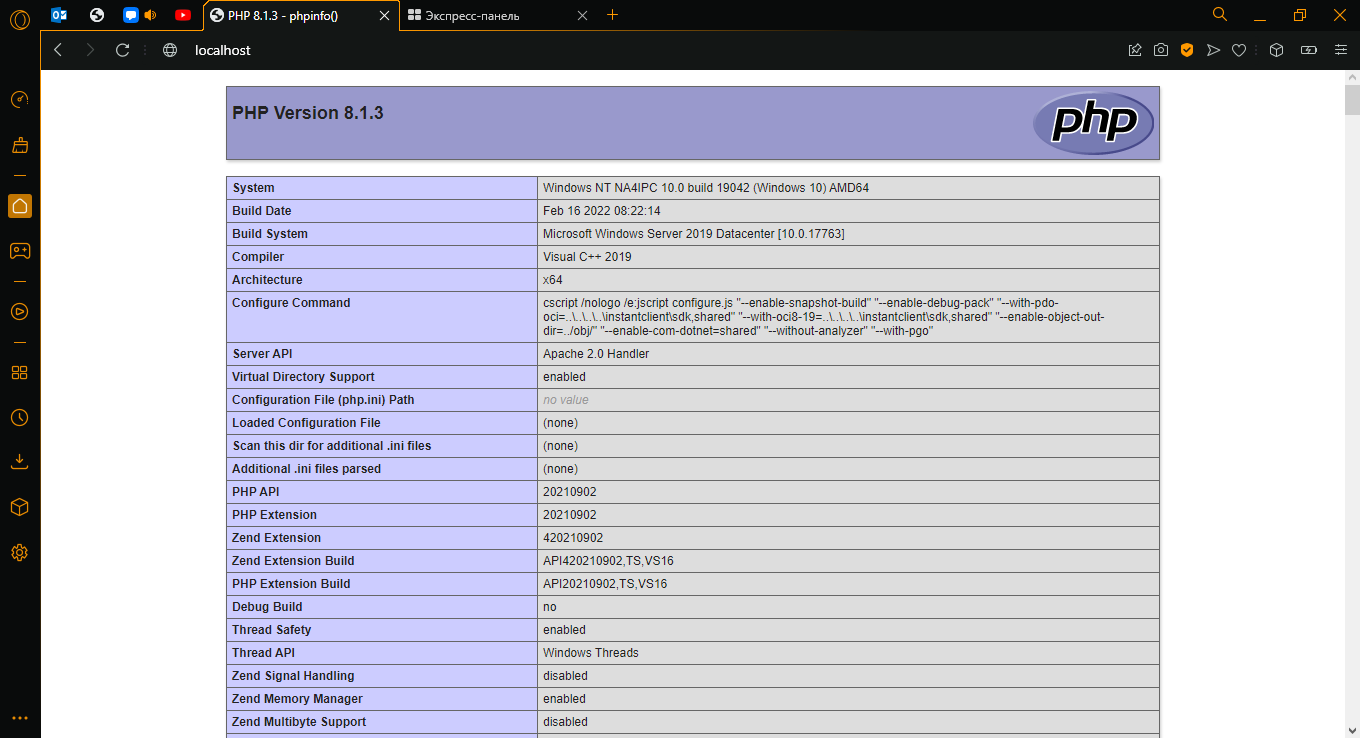 PHP 8.1.3 - phpinfo()
Экспресс-панель
localhost
PHP Version 8.1.3
php
System Windows NT NA4IPC 10.0 build 19042 (Windows 10) AMD64
Build Date Feb 16 2022 08:22:14
Build System Microsoft Windows Server 2019 Datacenter [10.0.17763]
Compiler Visual C++ 2019
Architecture x64
Configure Command cscript /nologo /e:jscript configure.js "--enable-snapshot-build" "--enable-debug-pack" "--with-pdo-
oci=..\..\..\..\instantclient\sdk,shared" "--with-oci8-19=..\..\..\..\instantclient\sdk,shared" "--enable-object-out-
dir=../obj/" "--enable-com-dotnet=shared" "--without-analyzer" "--with-pgo"
Server API Apache 2.0 Handler
Virtual Directory Support enabled
Configuration File (php.ini) Path no value
Loaded Configuration File (none)
Scan this dir for additional .ini files (none)
Additional .ini files parsed (none)
PHP API 20210902
PHP Extension 20210902
Zend Extension 420210902
Zend Extension Build API420210902,TS,VS16
PHP Extension Build API20210902,TS,VS16
Debug Build no
Thread Safety enabled
Thread API Windows Threads
Zend Signal Handling disabled
Zend Memory Manager enabled
Zend Multibyte Support disabled